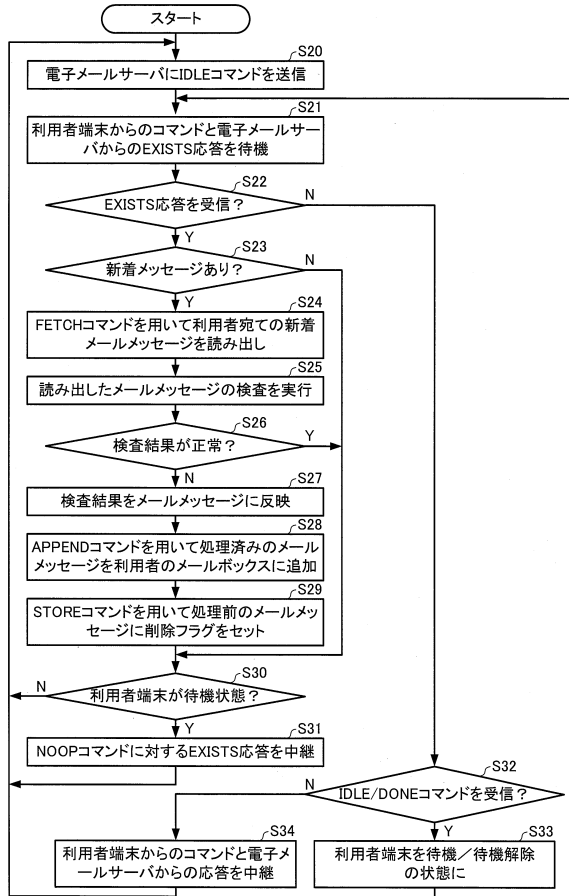 スタート
S20
電子メールサーバにIDLEコマンドを送信
S21
利用者端末からのコマンドと電子メールサー
バからのEXISTS応答を待機
S22
EXISTS応答を受信？
N
Y
S23
新着メッセージあり？
N
Y
S24
FETCHコマンドを用いて利用者宛ての新着
メールメッセージを読み出し
S25
読み出したメールメッセージの検査を実行
S26
検査結果が正常？
Y
N
S27
検査結果をメールメッセージに反映
S28
APPENDコマンドを用いて処理済みのメール
メッセージを利用者のメールボックスに追加
S29
STOREコマンドを用いて処理前のメールメッ
セージに削除フラグをセット
S30
N
利用者端末が待機状態？
Y
S31
NOOPコマンドに対するEXISTS応答を中継
S32
N
IDLE/DONEコマンドを受信？
Y
S34
利用者端末からのコマンドと電子メ
ールサーバからの応答を中継
S33
利用者端末を待機／待機解除
の状態に